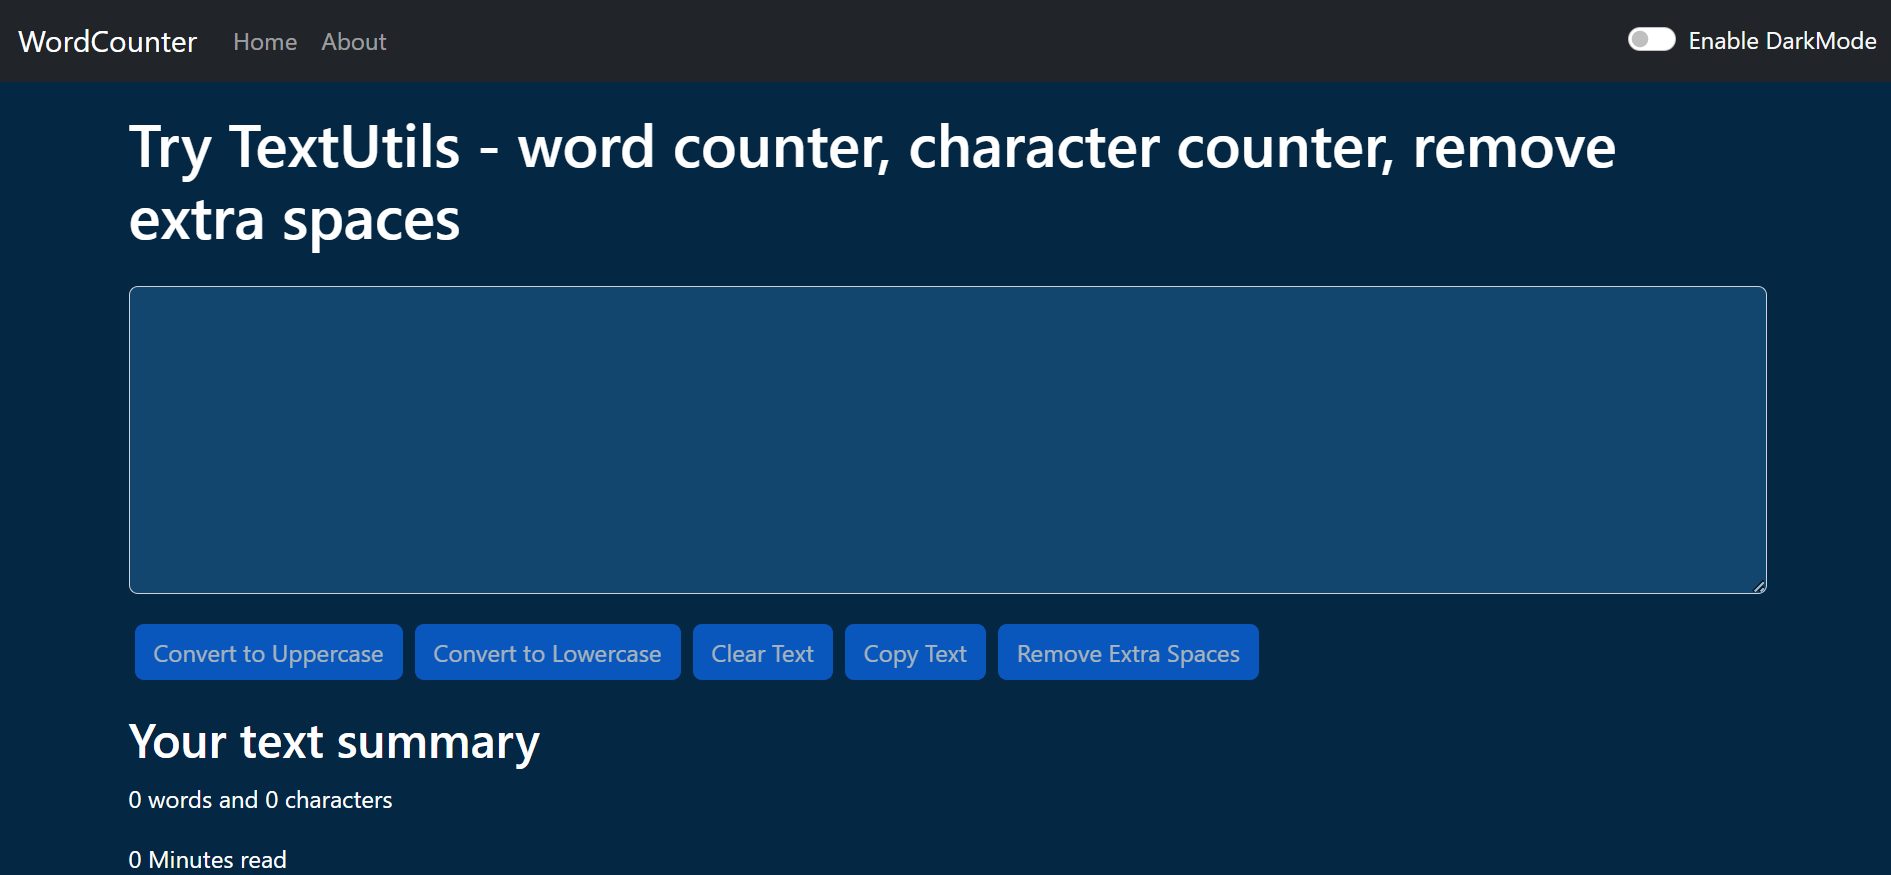 WordCounter Home About Enable DarkMode
Try TextUtils - word counter, character counter, remove
extra spaces
Convert to Uppercase Convert to Lowercase Clear Text Copy Text Remove Extra Spaces
Your text summary
0 words and 0 characters
0 Minutes read